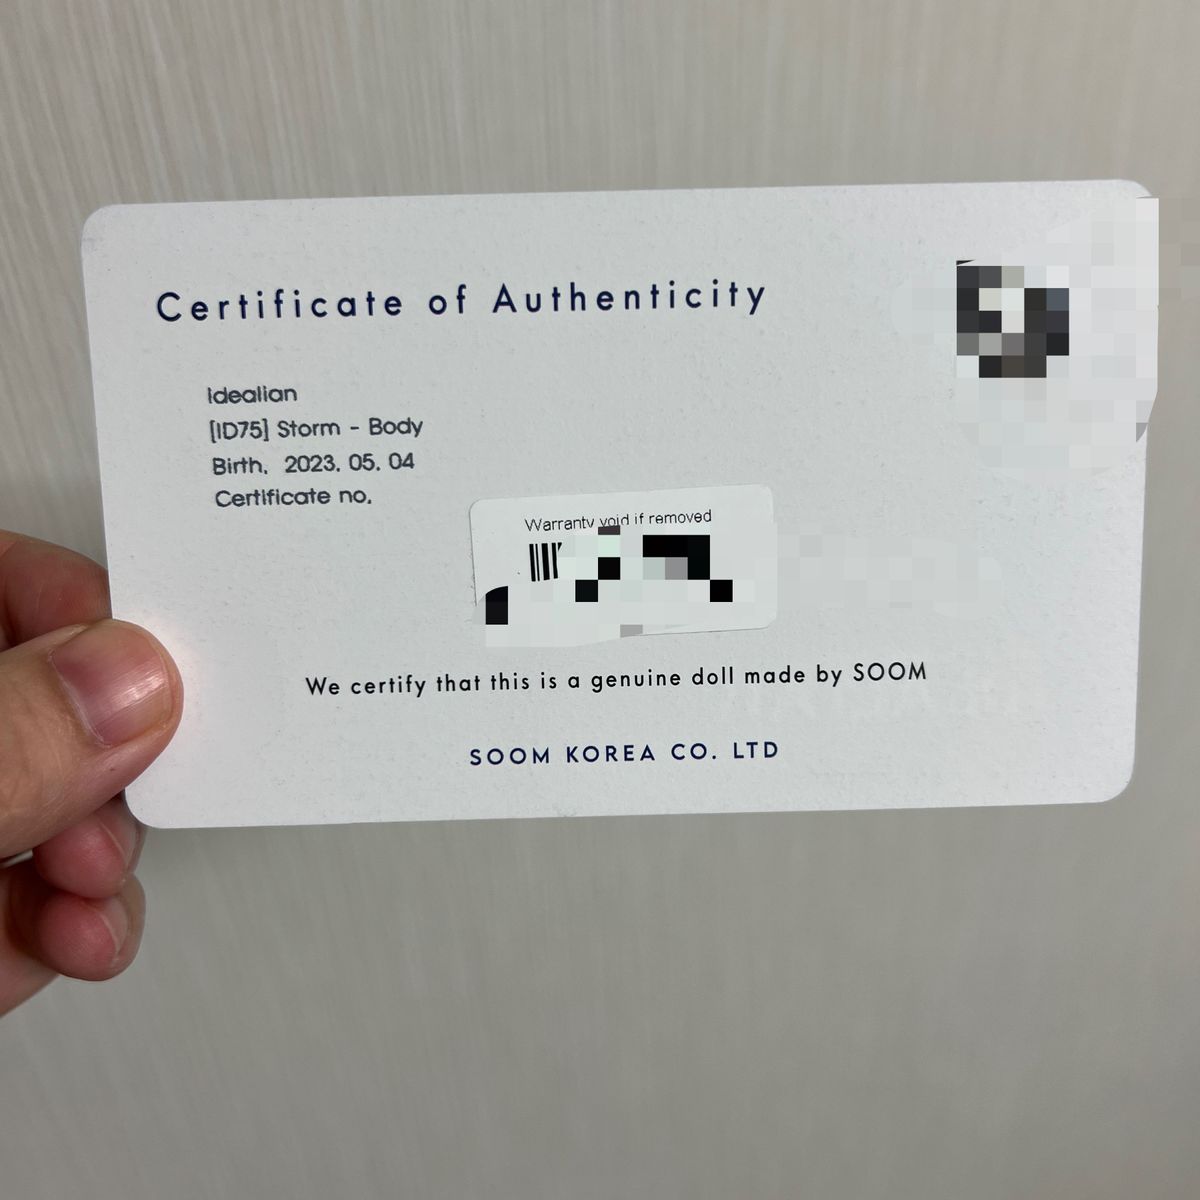 Certificate of Authenticity
Idealian
[ID75] Storm - Body
Birth. 2023. 05. 04
Certificate no.
Warranty void if removed
We certify that this is a genuine doll made by SOOM
SOOM KOREA CO. LTD